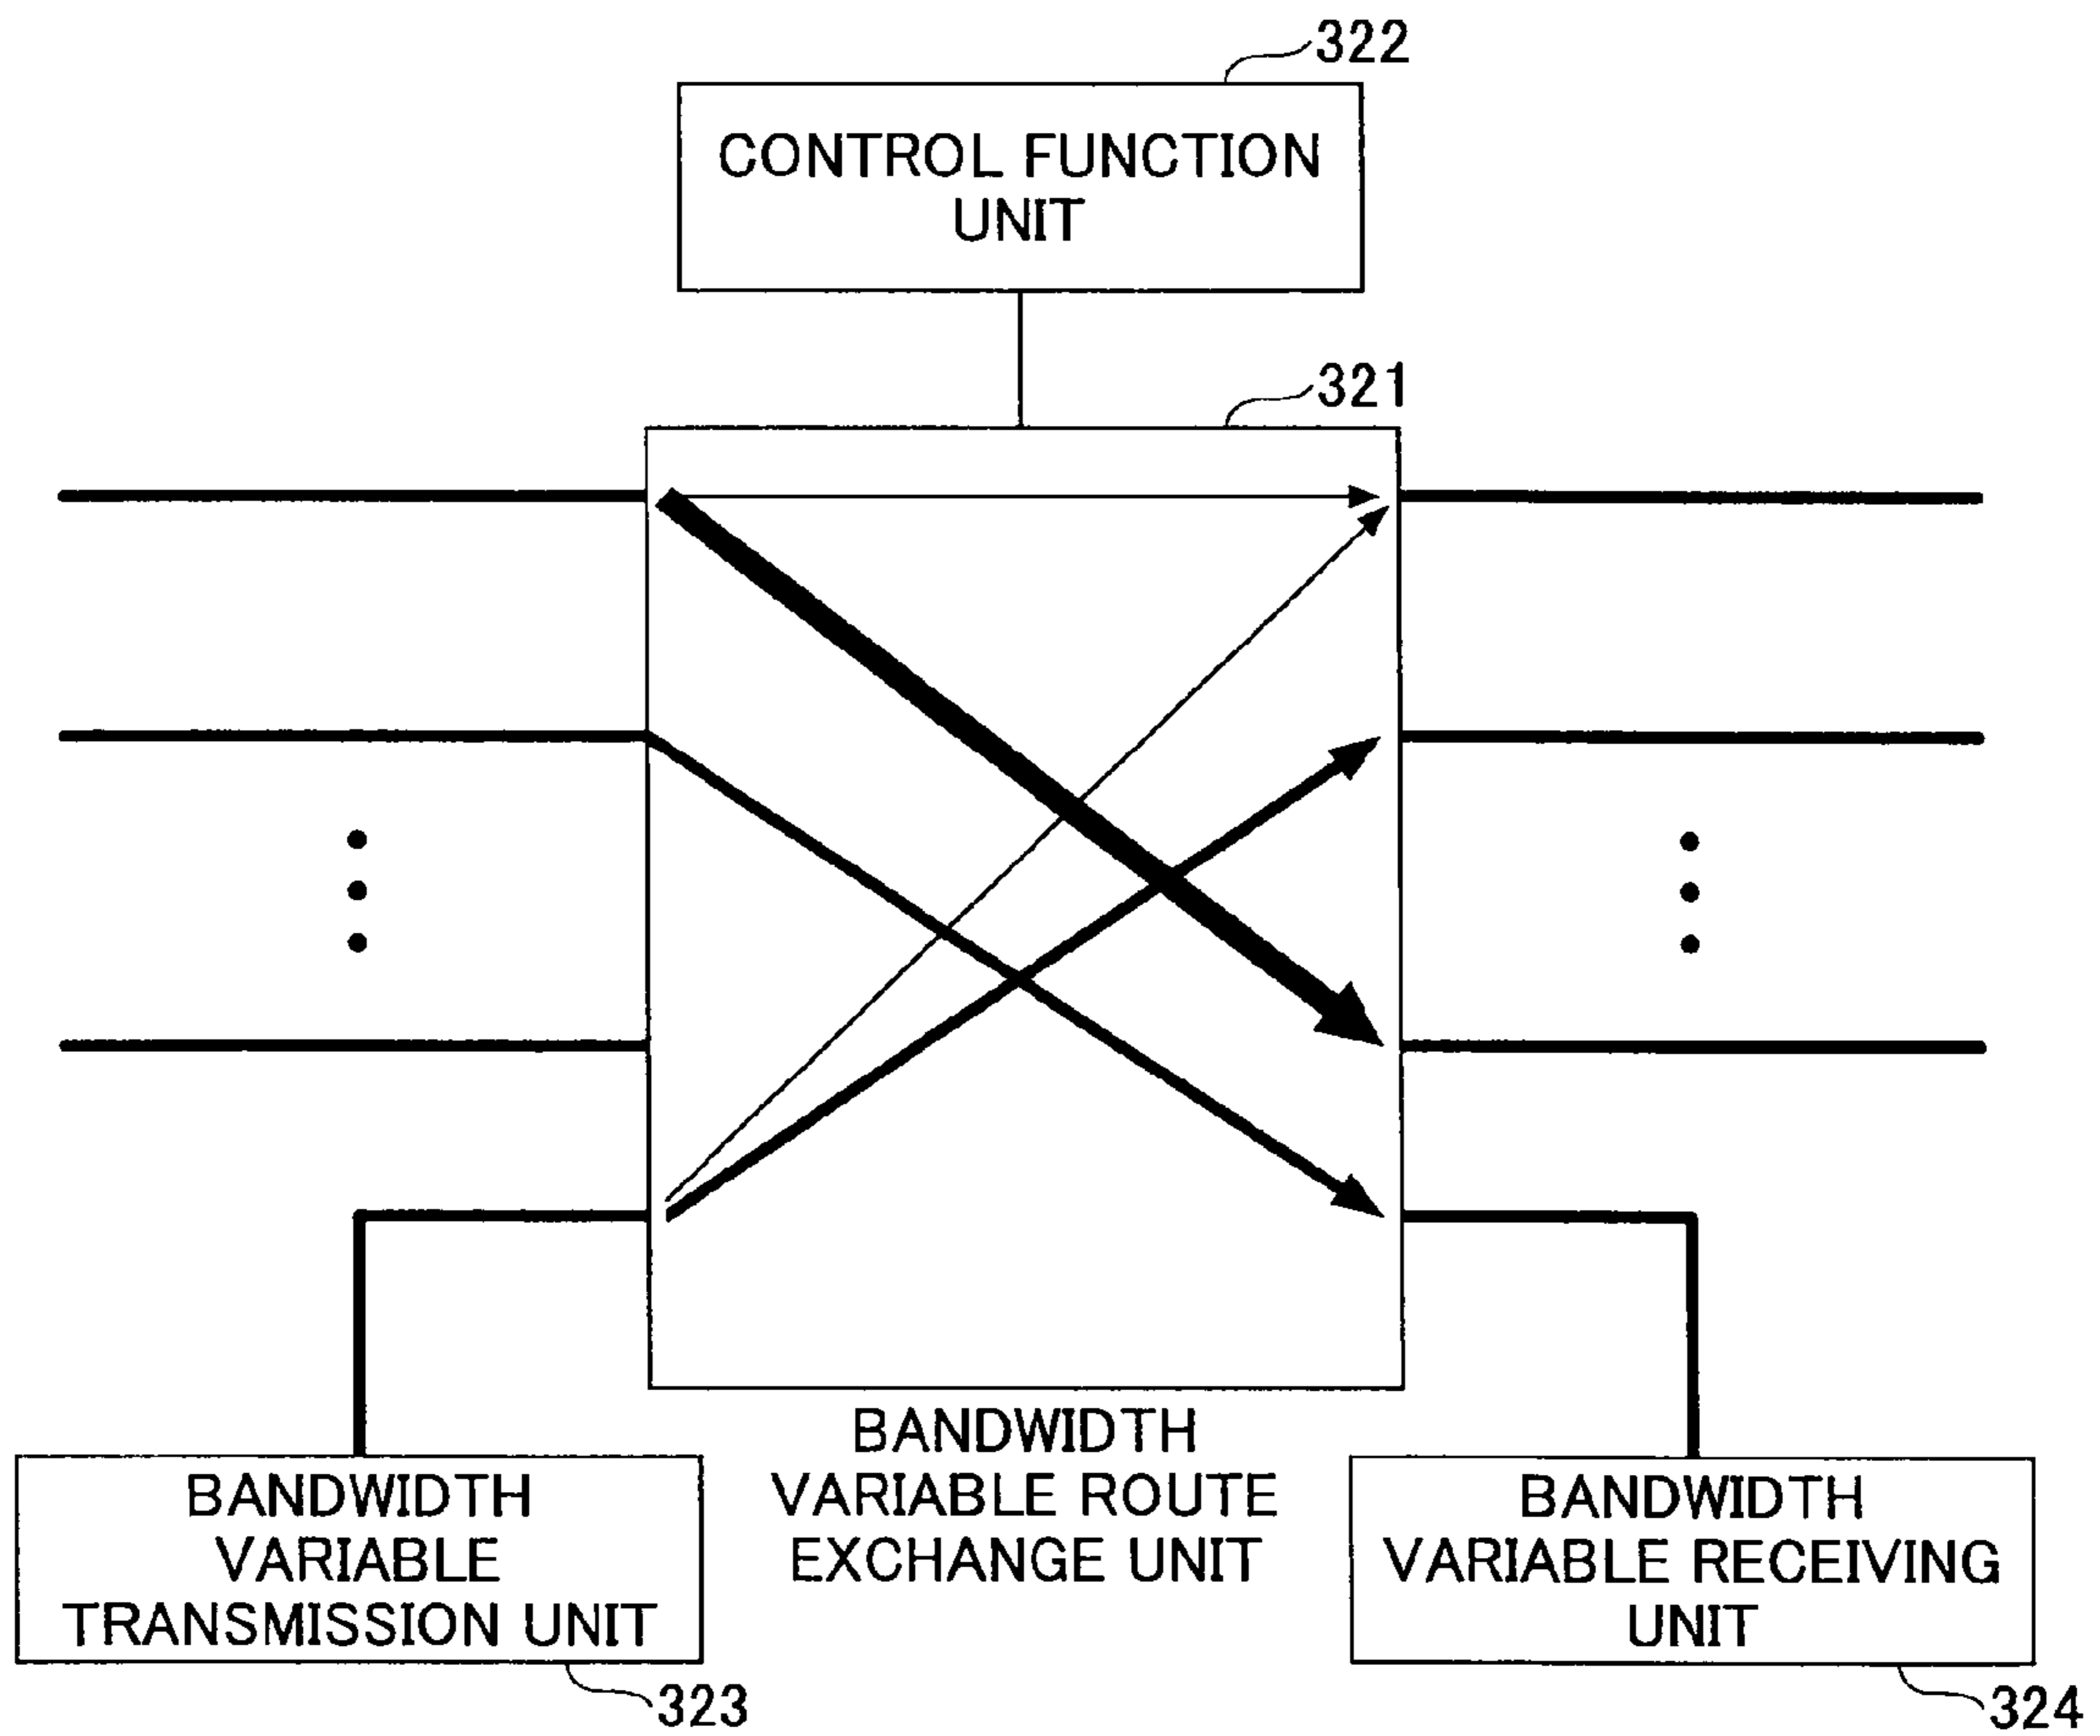 322
CONTROL FUNCTION
UNIT
321
BANDWIDTH
VARIABLE ROUTE
EXCHANGE UNIT
BANDWIDTH
VARIABLE
TRANSMISSION UNIT
323
BANDWIDTH
VARIABLE RECEIVING
UNIT
324